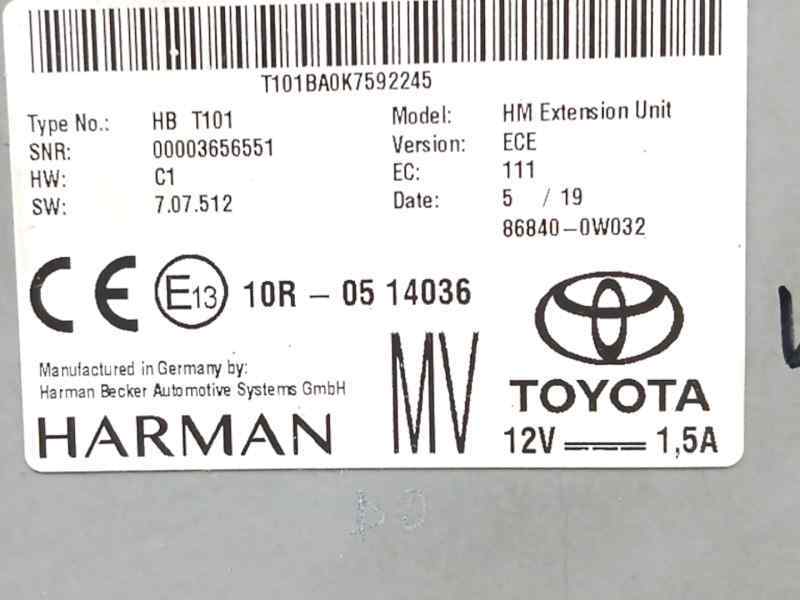 T101BA0K7592245
Type No.: HB T101 Model: HM Extension Unit
SNR: 00003656551 Version: ECE
HW: C1 EC: 111
SW: 7.07.512 Date: 5 / 19
86840-0W032
CE E13 10R - 05 14036
Manufactured in Germany by:
Harman Becker Automotive Systems GmbH
HARMAN
MV
TOYOTA
12V 1,5A